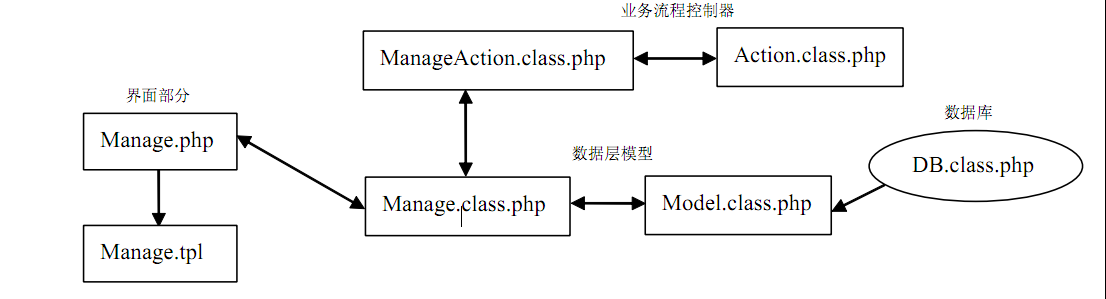 业务流程控制器
ManageAction.class.php
Action.class.php
界面部分
Manage.php
数据库
DB.class.php
数据层模型
Manage.class.php
Model.class.php
Manage.tpl